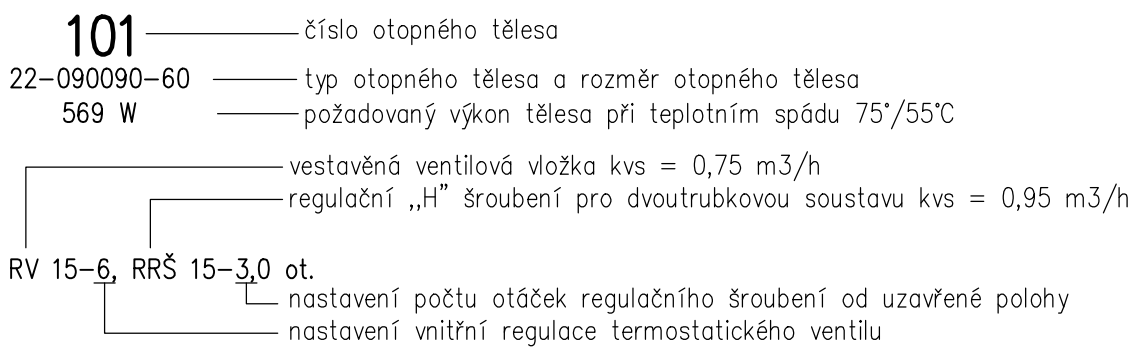 101 číslo otopného tělesa
22-090090-60 typ otopného tělesa a rozměr otopného tělesa
569 W požadovaný výkon tělesa při teplotním spádu 75°/55°C
vestavěná ventilová vložka kvs = 0,75 m3/h
regulační ,,H" šroubení pro dvoutrubkovou soustavu kvs = 0,95 m3/h
RV 15-6, RRŠ 15-3,0 ot.
nastavení počtu otáček regulačního šroubení od uzavřené polohy
nastavení vnitřní regulace termostatického ventilu